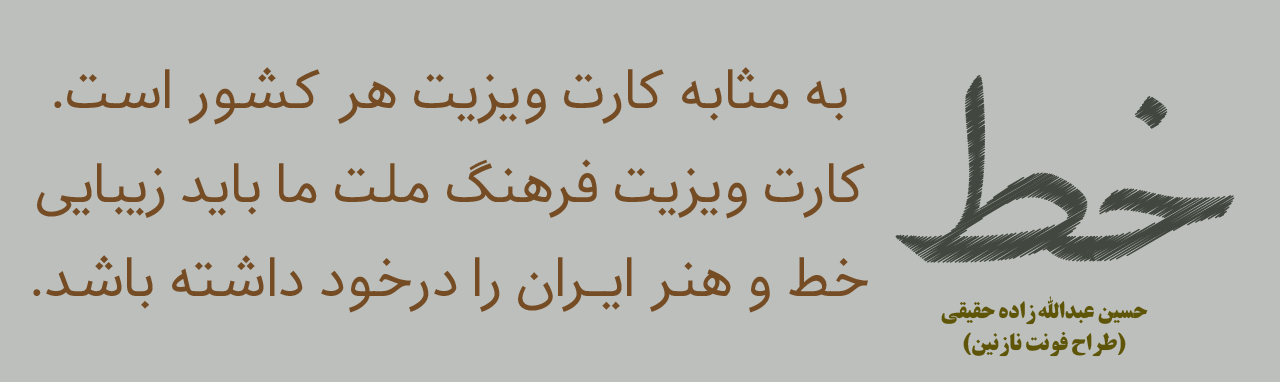 خط
به مثابه کارت ویزیت هر کشور است.
کارت ویزیت فرهنگ ملت ما باید زیبایی
خط و هنر ایـران را درخود داشته باشد.
حسین عبدالله زاده حقیقی
(طراح فونت نازنین)